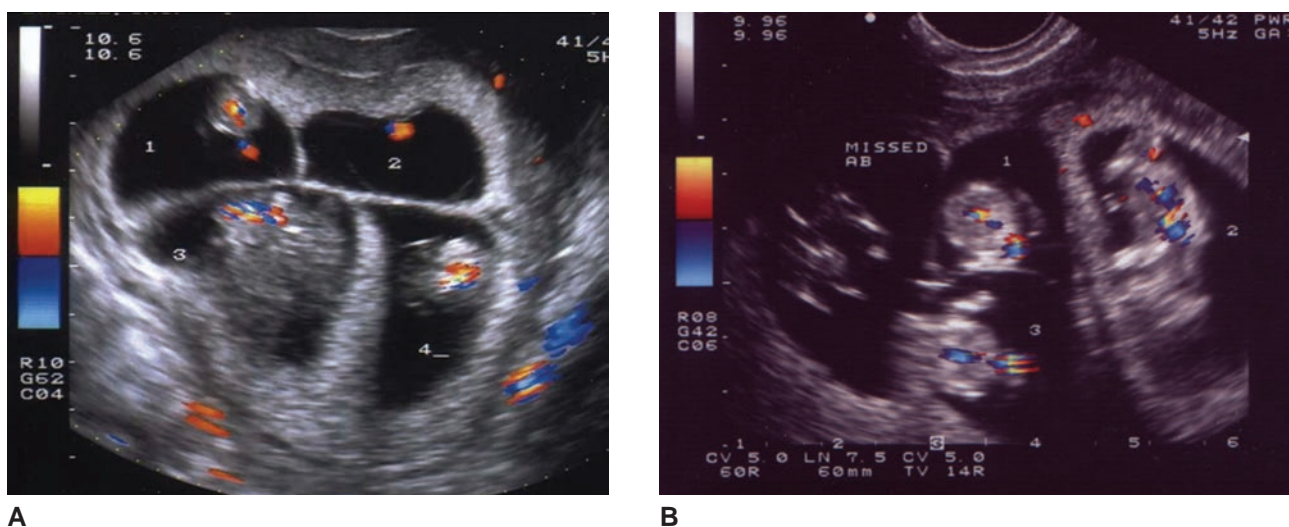 10.6
10.6
41/4
5H
1
2
3
4_
R10
G62
C04
A
9.96
9.96
41/42 PWR
5Hz GA
MISSED
AB
1
2
3
R08
G42
C06
1 2 3 4 5 6
CV 5.0 LN 7.5 CV 5.0
60R 60mm TV 14R
B